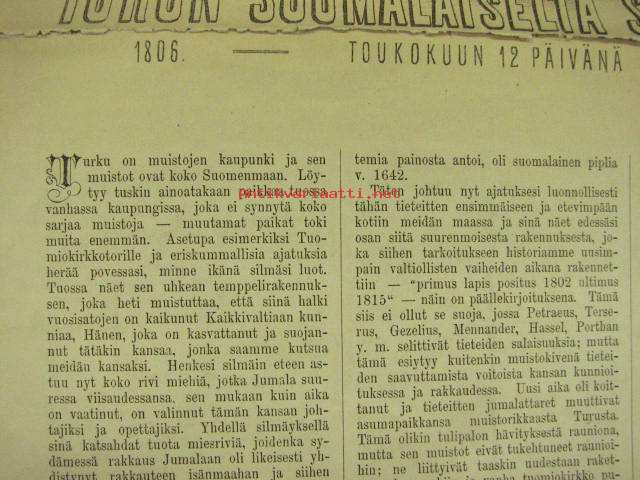 TURUN SUOMALAISELTA S
1806. — TOUKOKUUN 12 PÄIVÄNÄ
Turku on muistojen kaupunki ja sen
muistot ovat koko Suomenmaan. Löy-
tyy tuskin ainoatakaan paikkaa tuossa
vanhassa kaupungissa, joka ei synnytä koko
sarjaa muistoja — muutamat paikat toki
muita enemmän. Asetupa esimerkiksi Tuo-
miokirkkotorille ja eriskummallisia ajatuksia
herää povessasi, minne ikänä silmäsi luot.
Tuossa näet sen uhkean temppelirakennuk-
sen, joka heti muistuttaa, että siinä halki
vuosisatojen on kaikunut Kaikkivaltiaan kun-
niaa, Hänen, joka on kasvattanut ja suojan-
nut tätäkin kansaa, jonka saamme kutsua
meidän kansaksi. Henkesi silmäin eteen as-
tuu nyt koko rivi miehiä, jotka Jumala suu-
ressa viisaudessansa, sen mukaan kuin aika
on vaatinut, on valinnut tämän kansan joh-
tajiksi ja opettajiksi. Yhdellä silmäyksellä
sinä katsahdat tuota miesriviä, joidenka sy-
dämessä rakkaus Jumalaan oli likeisesti yh-
distynyt rakkauteen isänmaahan ja siihen
temia painosta antoi, oli suomalainen piplia
v. 1642.
Täten johtuu nyt ajatuksesi luonnollisesti
tähän tieteitten ensimmäiseen ja etevimpään
kotiin meidän maassa ja sinä näet edessäsi
osan siitä suurenmoisesta rakennuksesta, jo-
ka siihen tarkoitukseen historiamme uusim-
pain valtiollisten vaiheiden aikana rakennet-
tiin — "primus lapis positus 1802 ultimus
1815" — näin on päällekirjoituksena. Tämä
siis ei ollut se suoja, jossa Petraeus, Terse-
rus, Gezelius, Mennander, Hassel, Porthan
y. m. selittivät tieteiden salaisuuksia; mutta
tämä esiytyy kuitenkin muistokivenä tietei-
den saavuttamista voitoista kansan kunnioi-
tuksessa ja rakkaudessa. Uusi aika oli koit-
tanut ja tieteitten jumalattaret muuttivat
asumapaikkansa muistorikkaasta Turusta.
Tämä olikin tulipalon hävityksestä rauniona,
mutta sen muistot eivät tukehtuneet raunioi-
hin; ne liittyivät taaskin uudestaan raket-